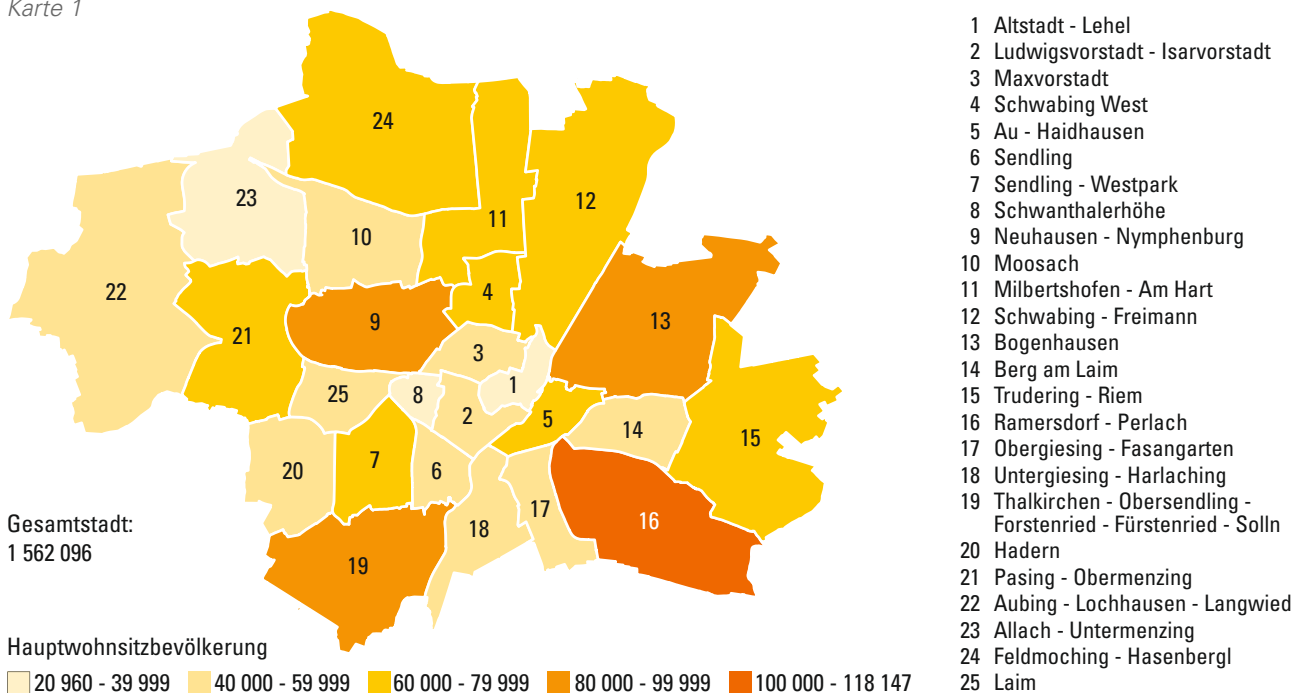 Karte 1
24
23
12
11
10
22
4
21
9
13
3
25
8
1
2
5
14
15
7
20
6
17
16
18
19
Gesamtstadt:
1 562 096
Hauptwohnsitzbevölkerung
20 960 - 39 999 40 000 - 59 999 60 000 - 79 999 80 000 - 99 999 100 000 - 118 147
1 Altstadt - Lehel
2 Ludwigsvorstadt - Isarvorstadt
3 Maxvorstadt
4 Schwabing West
5 Au - Haidhausen
6 Sendling
7 Sendling - Westpark
8 Schwanthalerhöhe
9 Neuhausen - Nymphenburg
10 Moosach
11 Milbertshofen - Am Hart
12 Schwabing - Freimann
13 Bogenhausen
14 Berg am Laim
15 Trudering - Riem
16 Ramersdorf - Perlach
17 Obergiesing - Fasangarten
18 Untergiesing - Harlaching
19 Thalkirchen - Obersendling -
Forstenried - Fürstenried - Solln
20 Hadern
21 Pasing - Obermenzing
22 Aubing - Lochhausen - Langwied
23 Allach - Untermenzing
24 Feldmoching - Hasenbergl
25 Laim